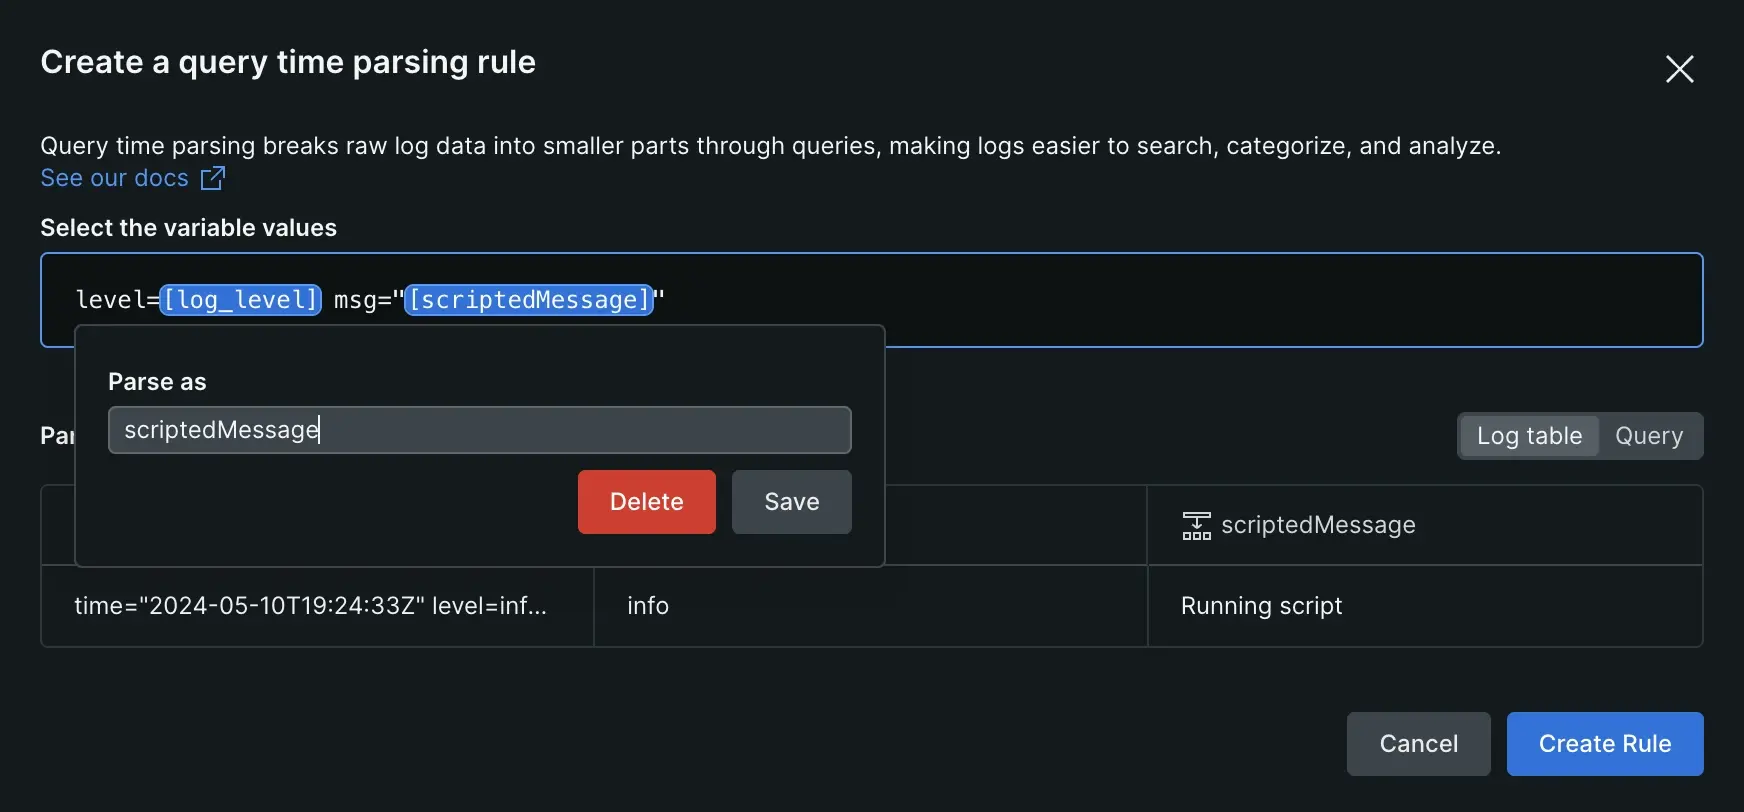 Create a query time parsing rule
Query time parsing breaks raw log data into smaller parts through queries, making logs easier to search, categorize, and analyze.
See our docs
Select the variable values
level=[log_level] msg="[scriptedMessage]"
Parse as
scriptedMessage
Delete Save
Log table Query
scriptedMessage
time="2024-05-10T19:24:33Z" level=inf... info Running script
Cancel Create Rule